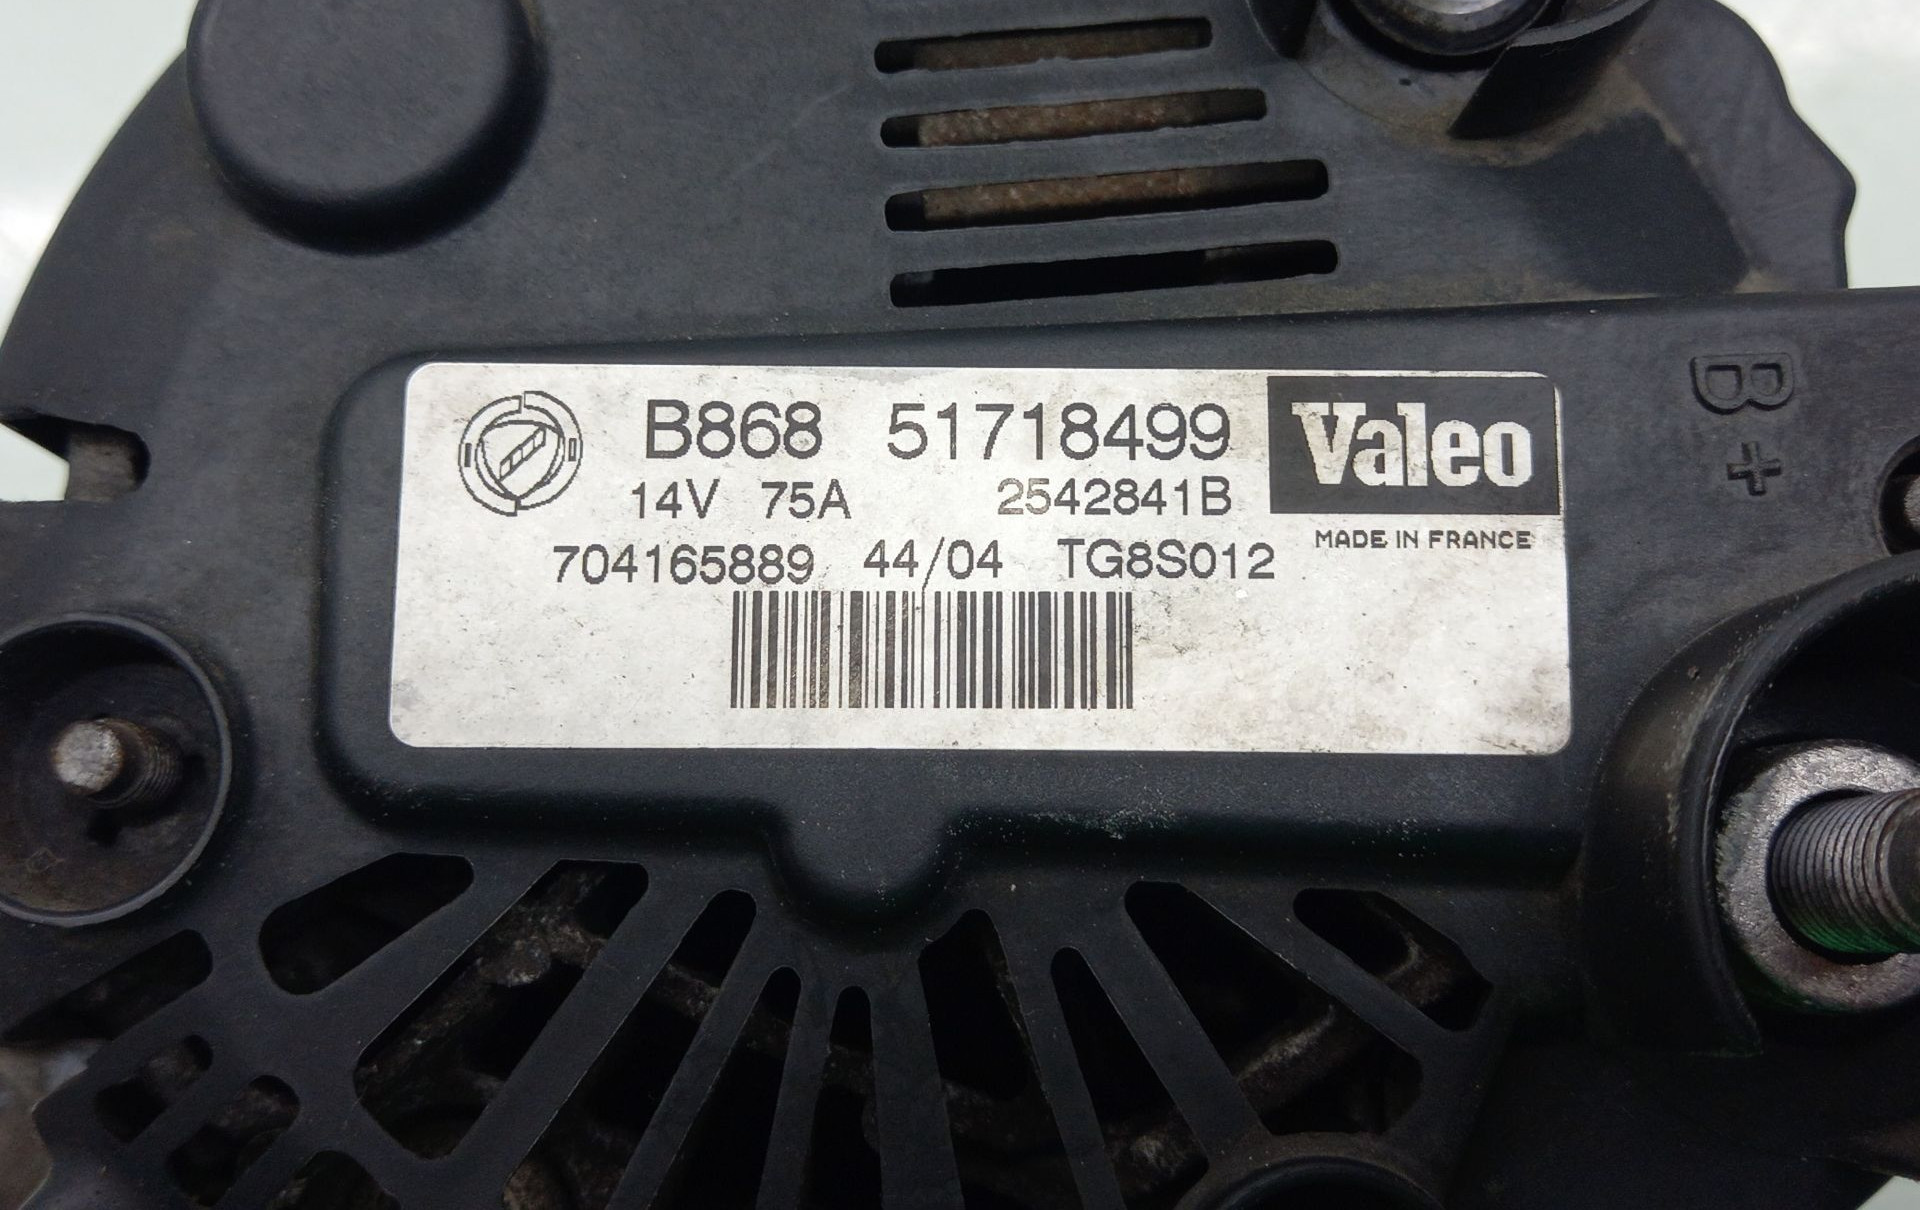 B868 51718499 Valeo
14V 75A 2542841B
MADE IN FRANCE
704165889 44/04 TG8S012
B+